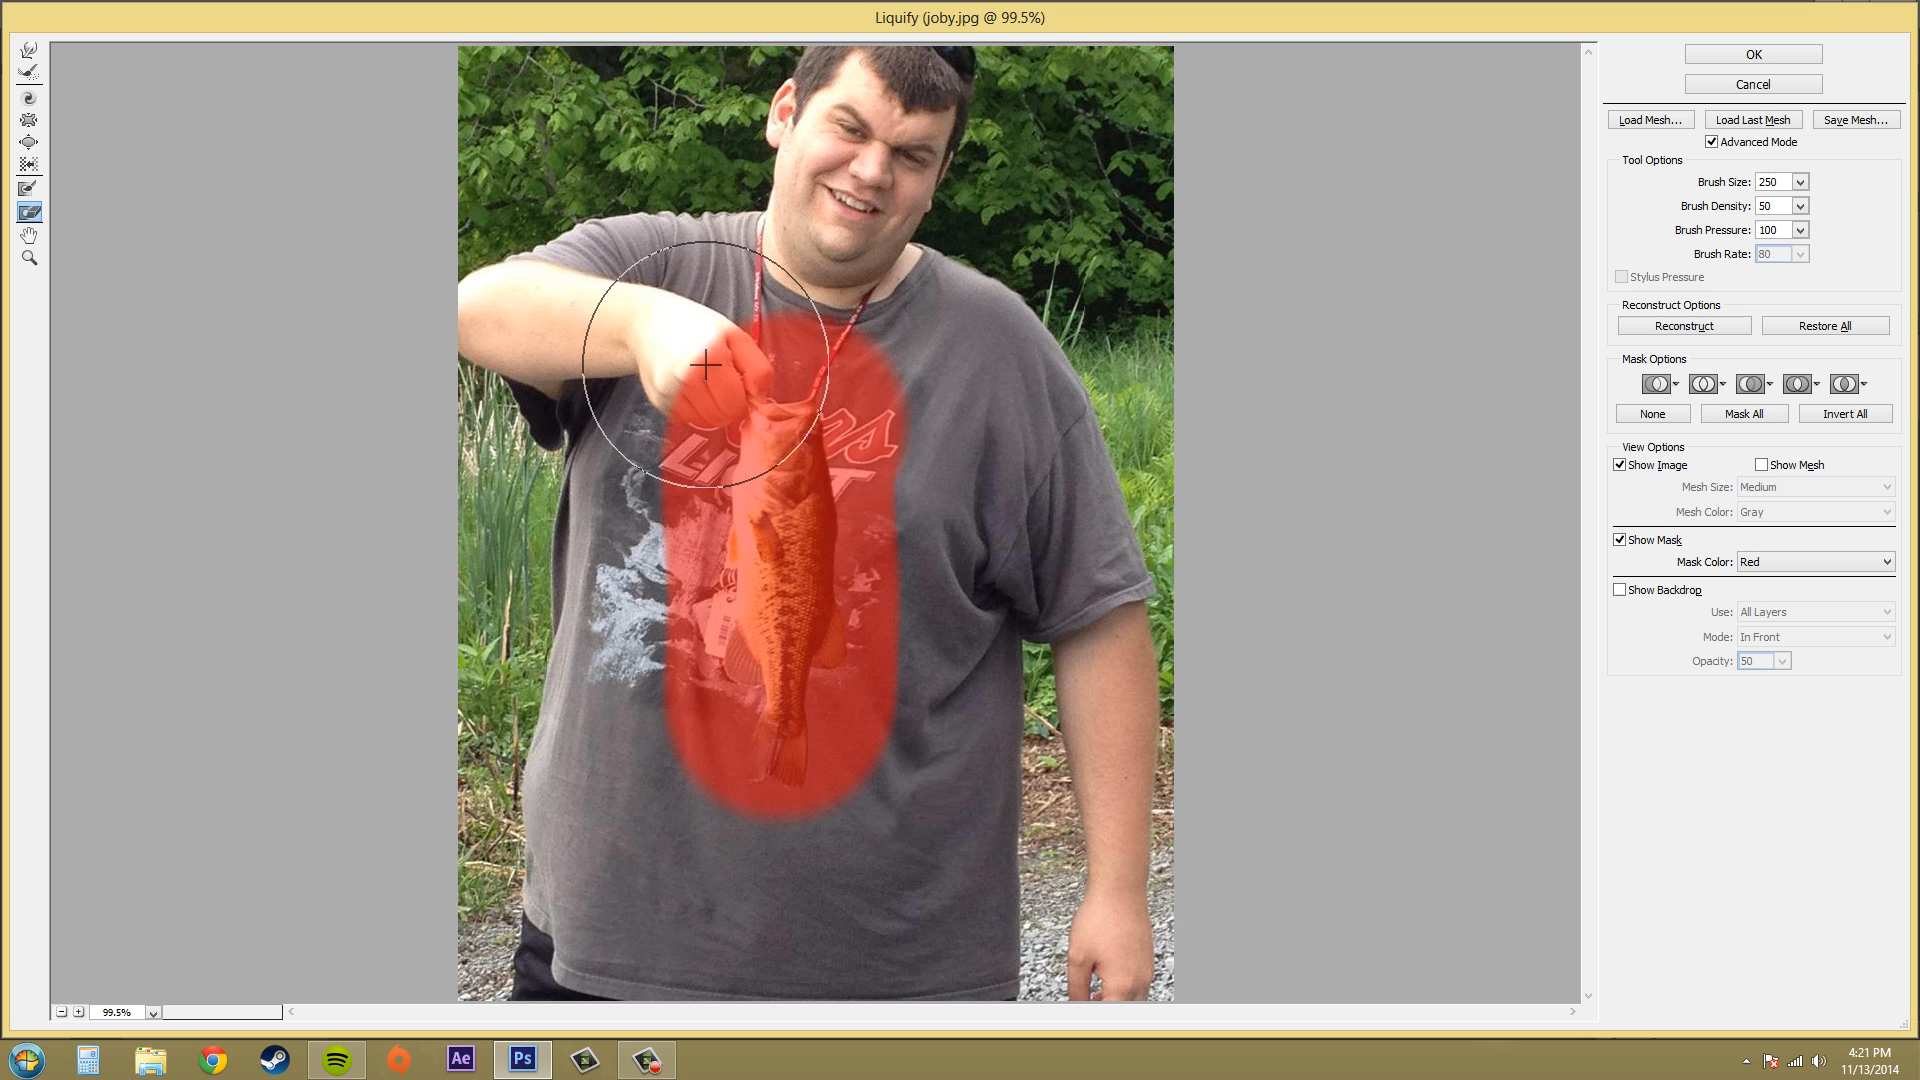 Liquify (joby.jpg @ 99.5%)
OK
Cancel
Load Mesh...
Load Last Mesh
Save Mesh...
Advanced Mode
Tool Options
Brush Size: 250
Brush Density: 50
Brush Pressure: 100
Brush Rate: 80
Stylus Pressure
Reconstruct Options
Reconstruct
Restore All
Mask Options
None
Mask All
Invert All
View Options
Show Image
Show Mesh
Mesh Size: Medium
Mesh Color: Gray
Show Mask
Mask Color: Red
Show Backdrop
Use: All Layers
Mode: In Front
Opacity: 50
99.5%
Ae
Ps
4:21 PM
11/13/2014